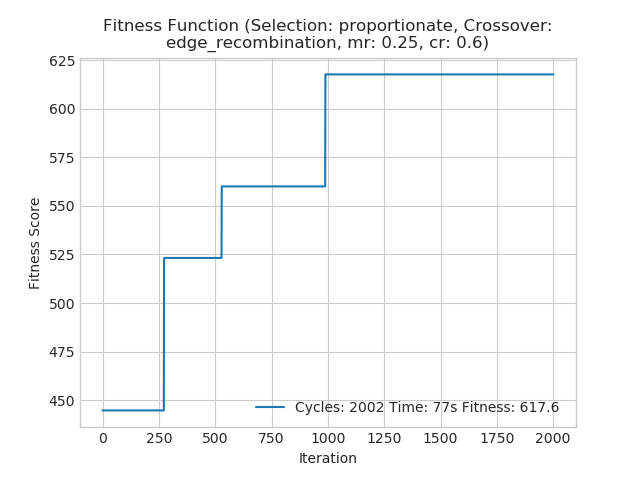 Fitness Function (Selection: proportionate, Crossover:
edge_recombination, mr: 0.25, cr: 0.6)
Fitness Score
625
600
575
550
525
500
475
450
Cycles: 2002 Time: 77s Fitness: 617.6
0 250 500 750 1000 1250 1500 1750 2000
Iteration